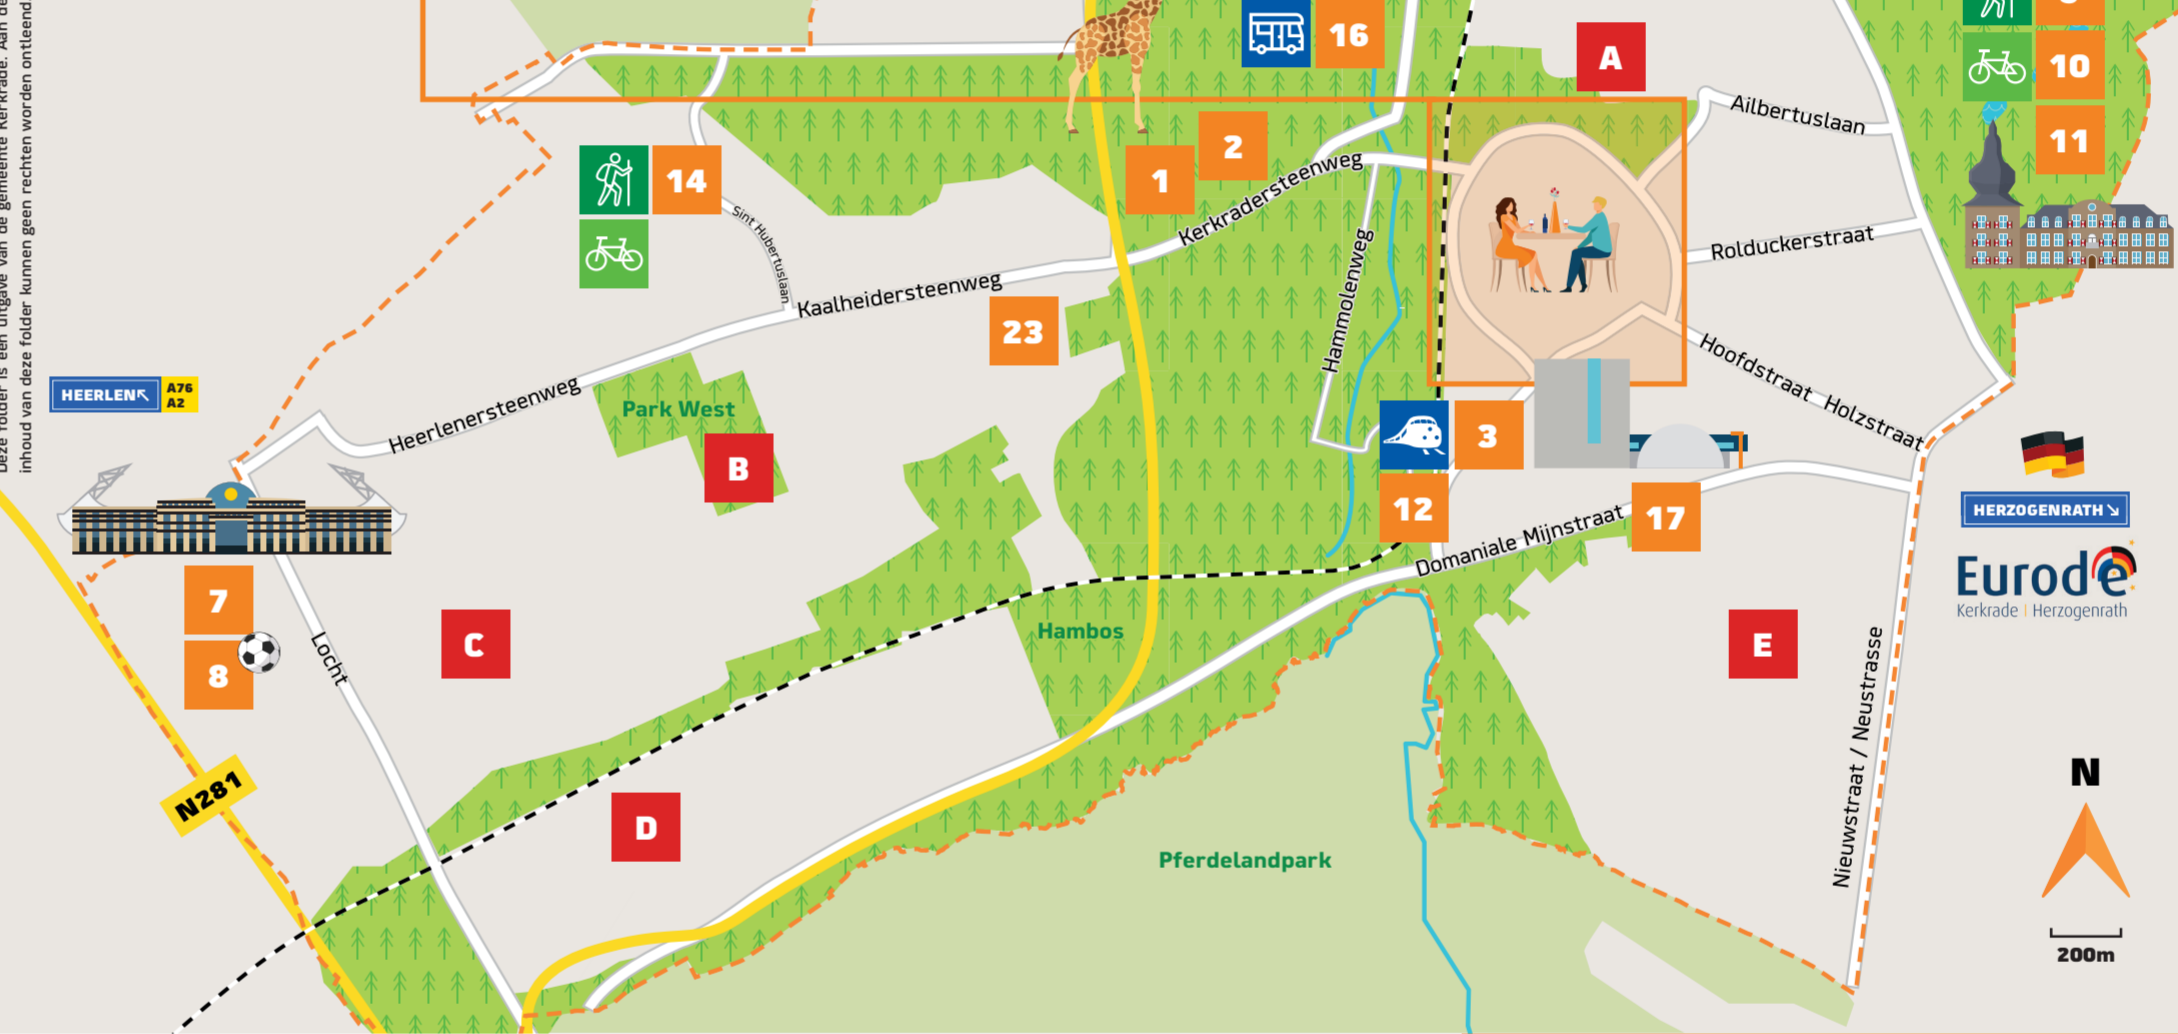 Deze folder is een uitgave van de gemeente Kerkrade. Aan de
inhoud van deze folder kunnen geen rechten worden ontleend.
16
A
10
11
Ailbertuslaan
2
1
14
Kerkradersteenweg
Sint Hubertuslaan
Rolduckerstraat
Hammolenweg
Kaalheidersteenweg
23
Hoofdstraat
Holzstraat
HEERLEN
A76
A2
Heerlenersteenweg
Park West
B
3
12
17
Domaniale Mijnstraat
HERZOGENRATH
Eurode
Kerkrade | Herzogenrath
7
8
C
Locht
Hambos
E
Nieuwstraat / Neustrasse
N281
D
Pferdelandpark
N
200m